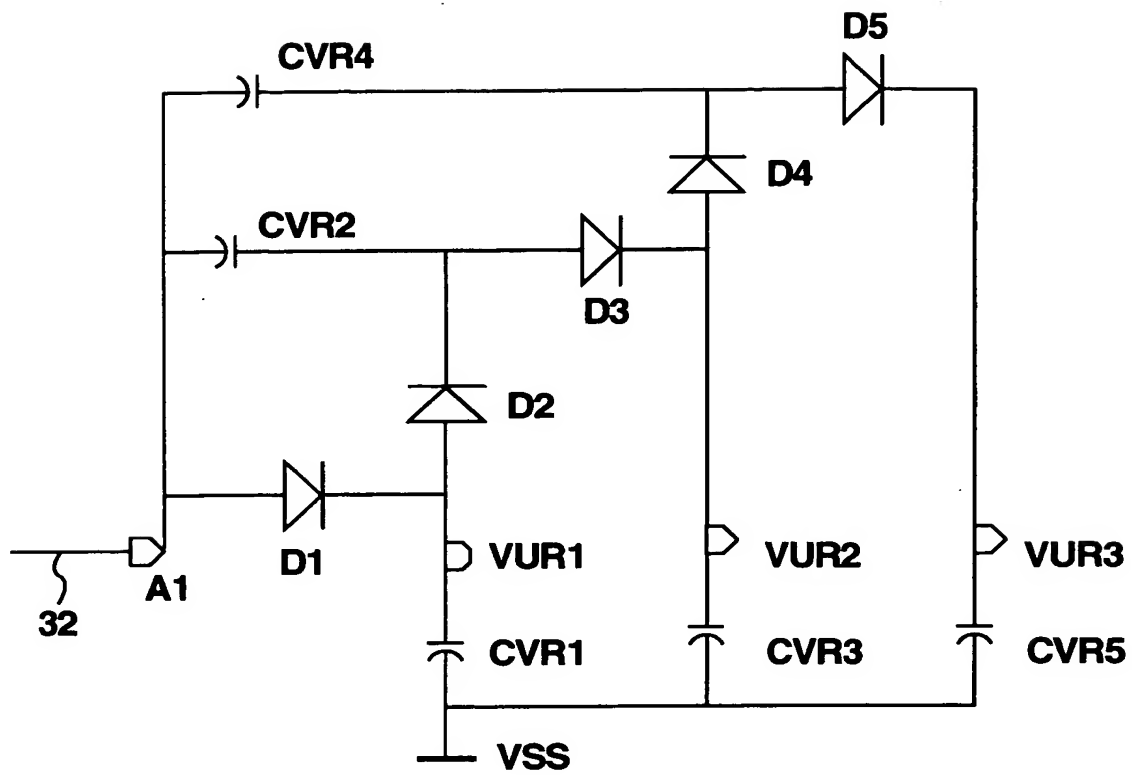 D5
CVR4
D4
CVR2
D3
D2
D1
VUR1
VUR2
VUR3
A1
32
CVR1
CVR3
CVR5
VSS